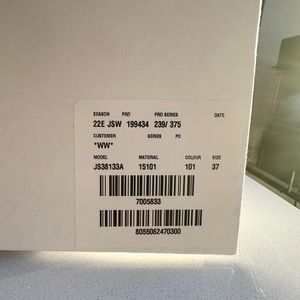 SEASON PRD PRD SERIES DATE
22E JSW 199434 239/ 375
CUSTOMER SERIES PO
*WW*
MODEL MATERIAL COLOUR SIZE
JS38133A 15101 101 37
7005833
8055062470300